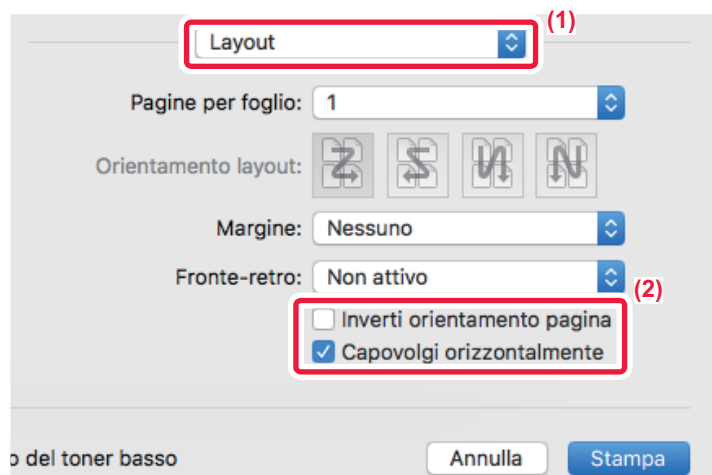 (1)
Layout
Pagine per foglio: 1
Orientamento layout:
Margine: Nessuno
Fronte-retro: Non attivo
(2)
Inverti orientamento pagina
Capovolgi orizzontalmente
o del toner basso Annulla Stampa